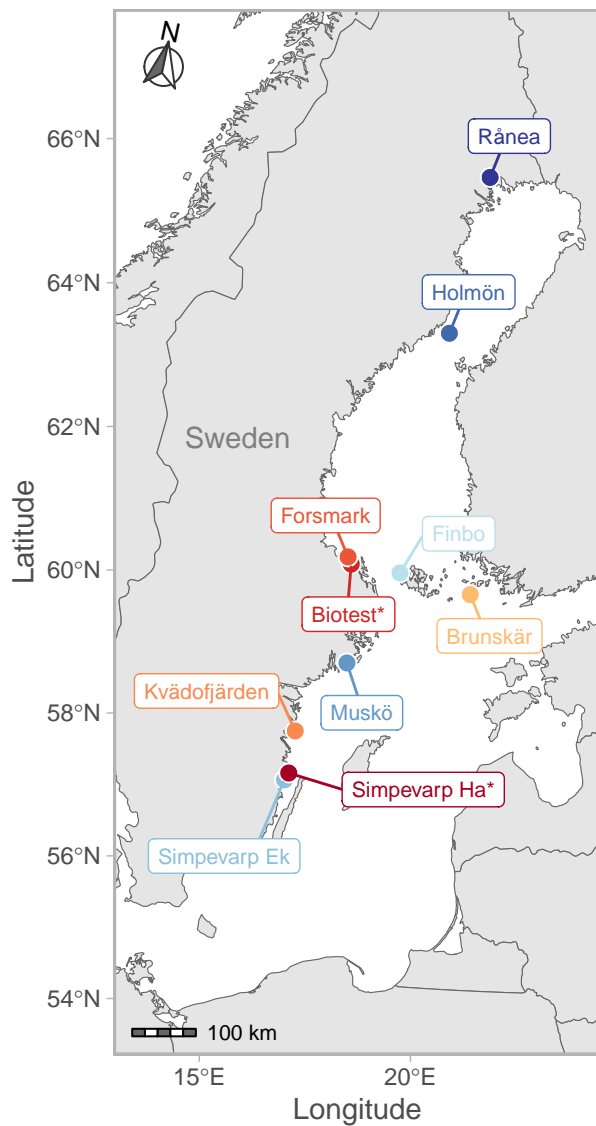 N
66°N
Rånea
64°N
Holmön
62°N
Sweden
Forsmark
Finbo
60°N
Biotest*
Brunskär
Kvädofjärden
Muskö
58°N
Simpevarp Ha*
Simpevarp Ek
56°N
54°N
100 km
15°E
20°E
Longitude
Latitude